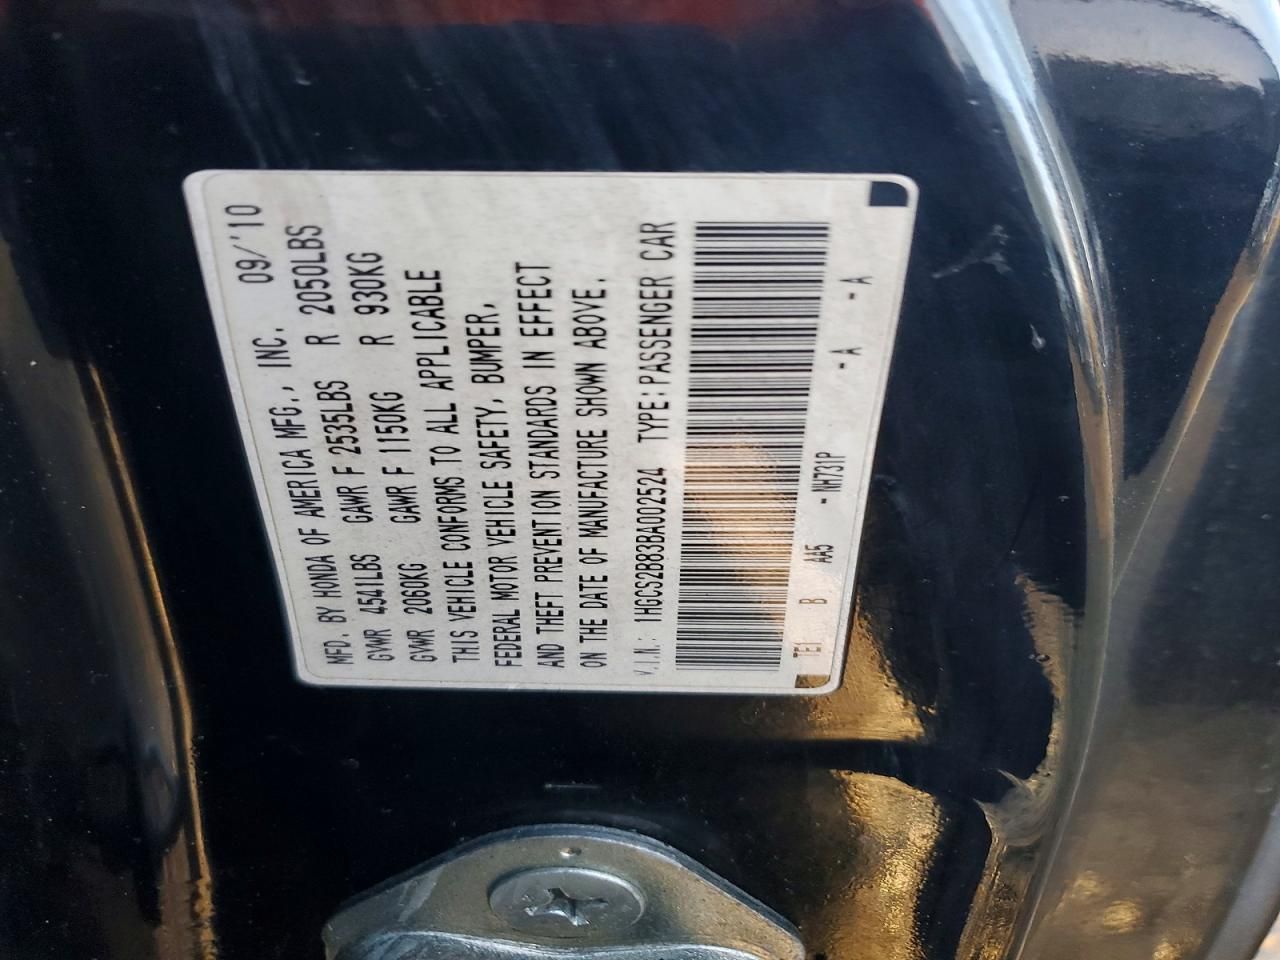 MFD. BY HONDA OF AMERICA MFG., INC. 09/'10
GVWR 4541LBS GAWR F 2535LBS R 2050LBS
GVWR 2060KG GAWR F 1150KG R 930KG
THIS VEHICLE CONFORMS TO ALL APPLICABLE
FEDERAL MOTOR VEHICLE SAFETY, BUMPER,
AND THEFT PREVENTION STANDARDS IN EFFECT
ON THE DATE OF MANUFACTURE SHOWN ABOVE.
V.I.N.: 1HGCS2B83BA002524 TYPE: PASSENGER CAR
TE1 B AA5 - NH731P - A - A